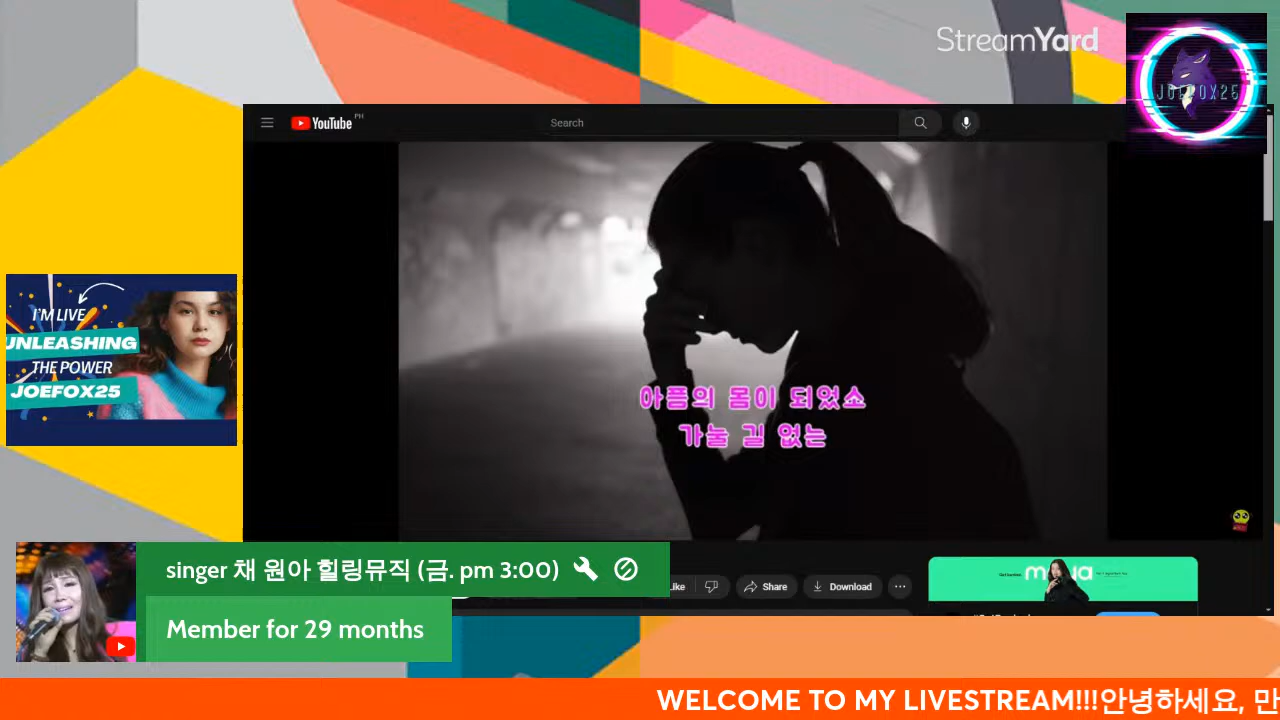 StreamYard
JOEFOX25
YouTube PH
Search
I'M LIVE
UNLEASHING
THE POWER
JOEFOX25
아픔의 몸이 되었소
가눌 길 없는
singer 채 원아 힐링뮤직 (금. pm 3:00)
Share
Download
Member for 29 months
WELCOME TO MY LIVESTREAM!!!안녕하세요, 만